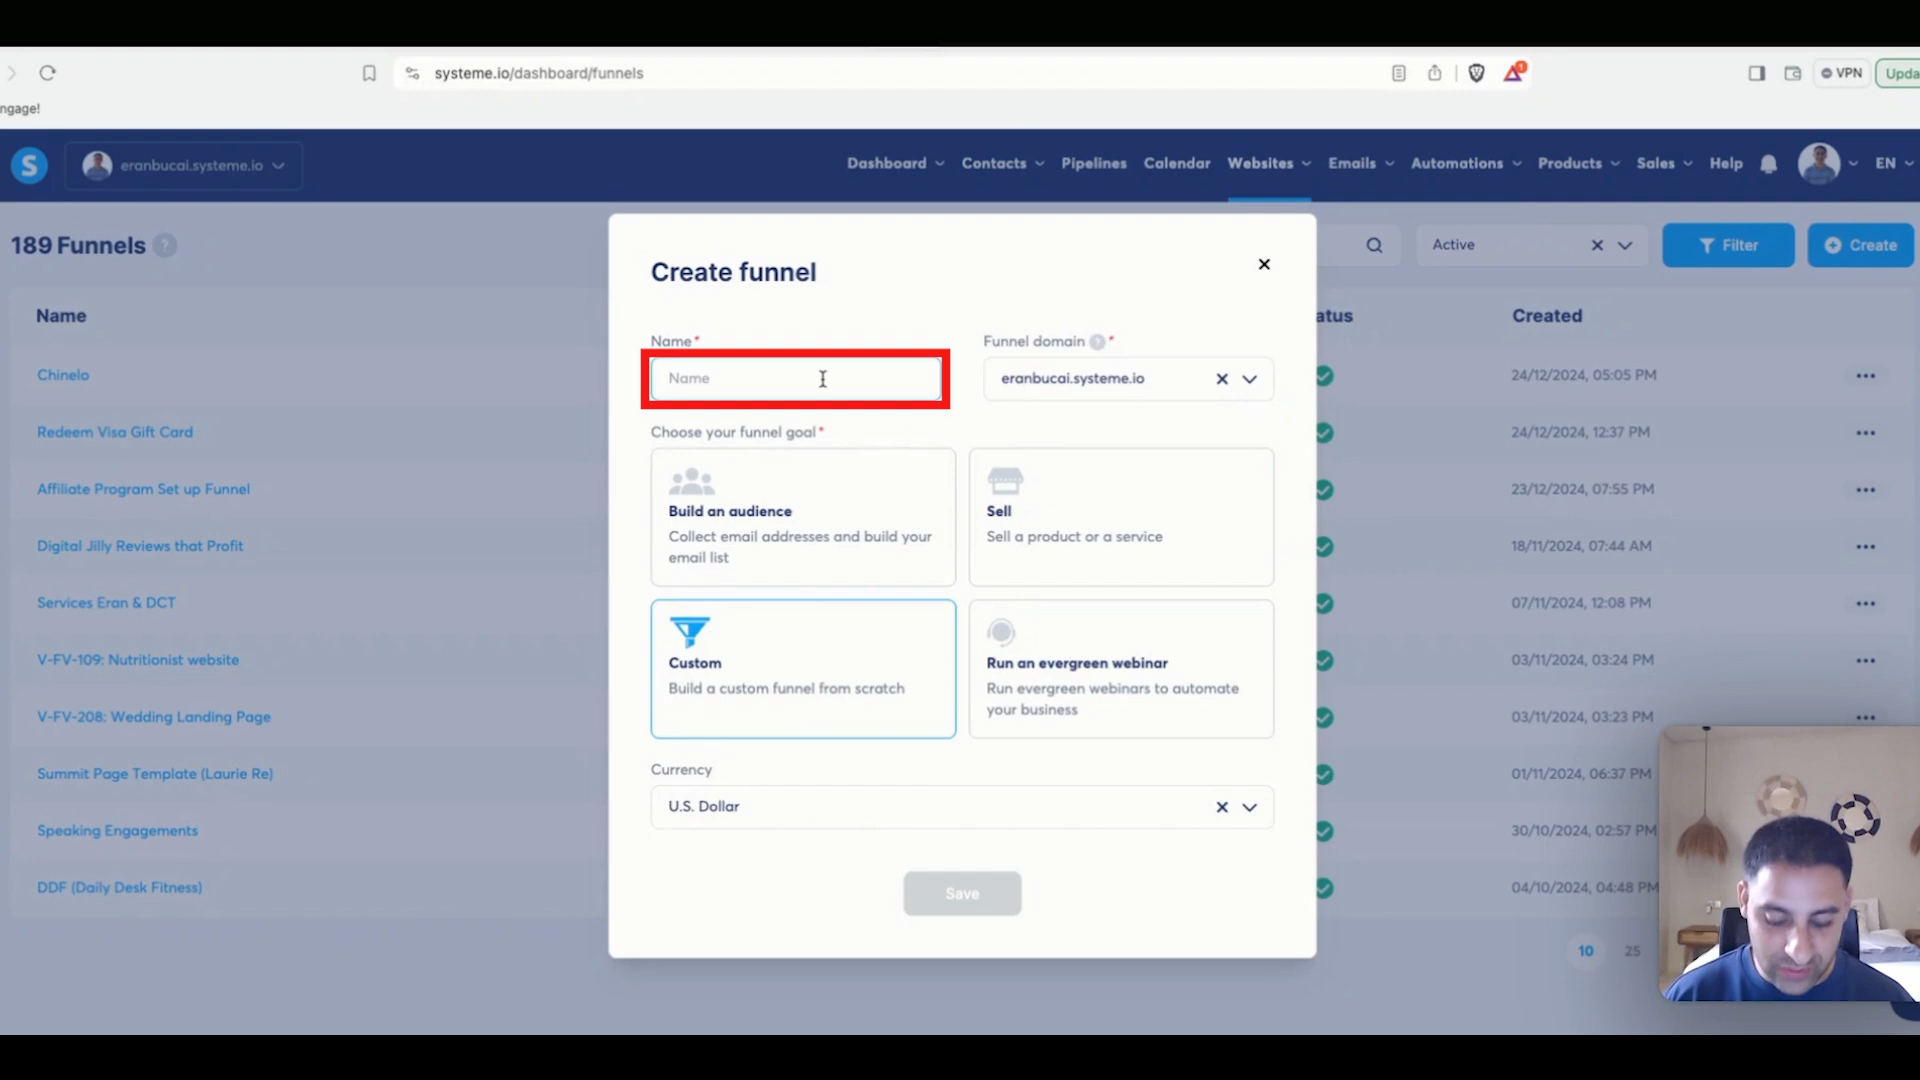 systeme.io/dashboard/funnels
1
VPN
Upda
ngage!
S
eranbucai.systeme.io
Dashboard
Contacts
Pipelines
Calendar
Websites
Emails
Automations
Products
Sales
Help
EN
189 Funnels ?
Active
Filter
Create
Create funnel
Name
atus
Created
Name*
Funnel domain ? *
Name
eranbucai.systeme.io
Chinelo
24/12/2024, 05:05 PM
Choose your funnel goal*
Redeem Visa Gift Card
24/12/2024, 12:37 PM
Build an audience
Collect email addresses and build your
email list
Sell
Sell a product or a service
Affiliate Program Set up Funnel
23/12/2024, 07:55 PM
Digital Jilly Reviews that Profit
18/11/2024, 07:44 AM
Services Eran & DCT
07/11/2024, 12:08 PM
Custom
Build a custom funnel from scratch
Run an evergreen webinar
Run evergreen webinars to automate
your business
V-FV-109: Nutritionist website
03/11/2024, 03:24 PM
V-FV-208: Wedding Landing Page
03/11/2024, 03:23 PM
Currency
U.S. Dollar
Summit Page Template (Laurie Re)
01/11/2024, 06:37 PM
Speaking Engagements
30/10/2024, 02:57 PM
DDF (Daily Desk Fitness)
04/10/2024, 04:48 PM
Save
10
25